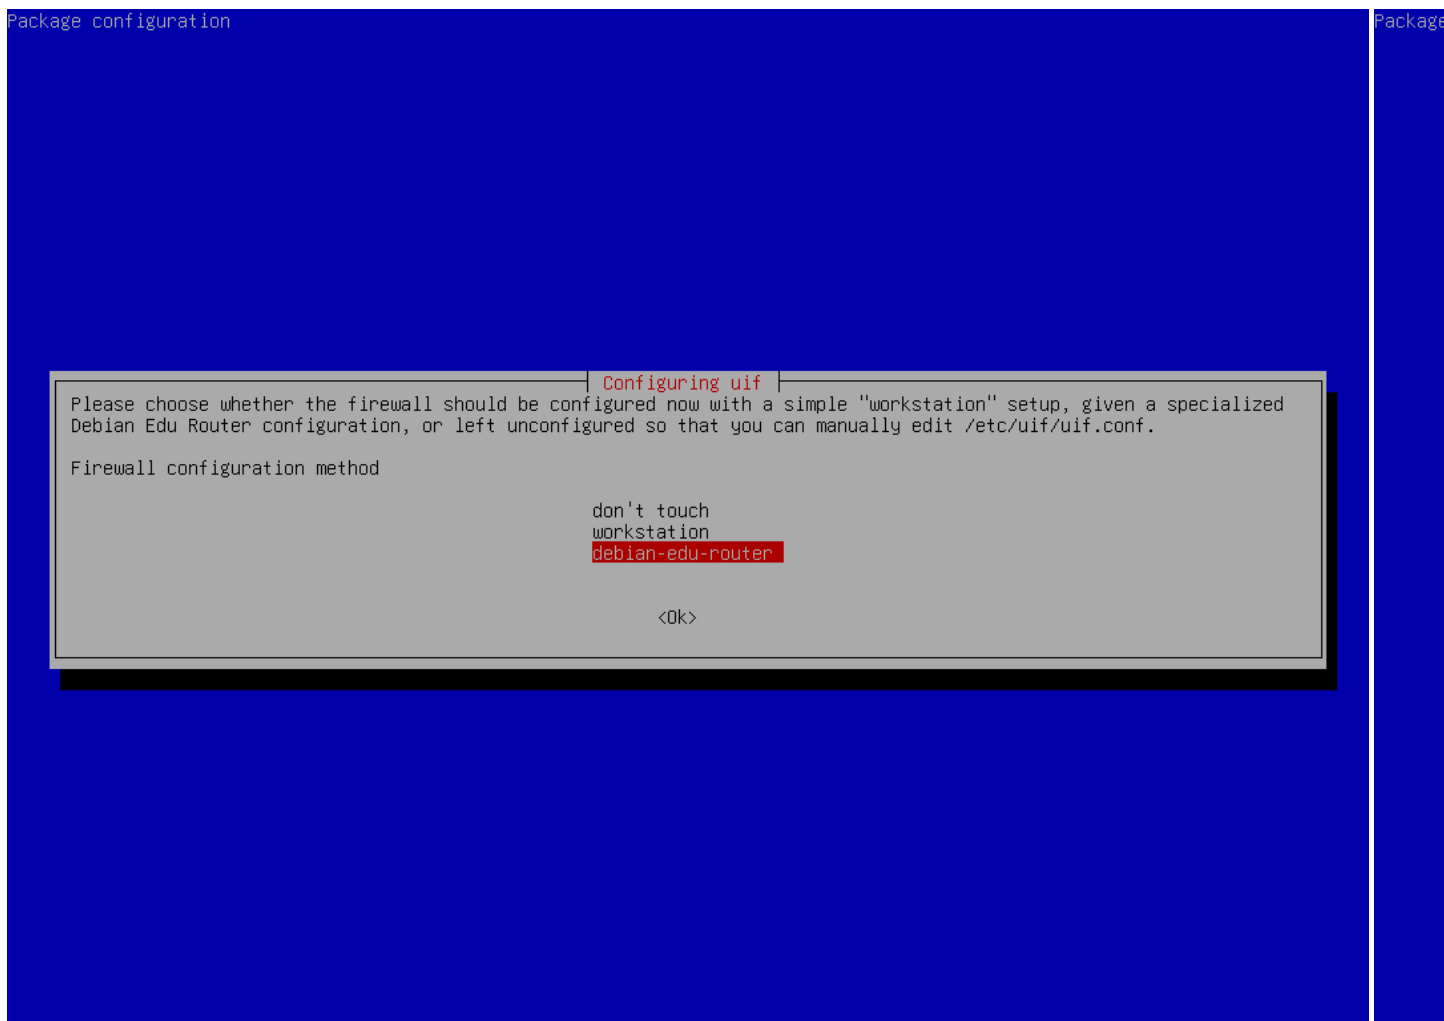 Package configuration
Package
Configuring uif
Please choose whether the firewall should be configured now with a simple "workstation" setup, given a specialized
Debian Edu Router configuration, or left unconfigured so that you can manually edit /etc/uif/uif.conf.
Firewall configuration method
don't touch
workstation
debian-edu-router
<Ok>